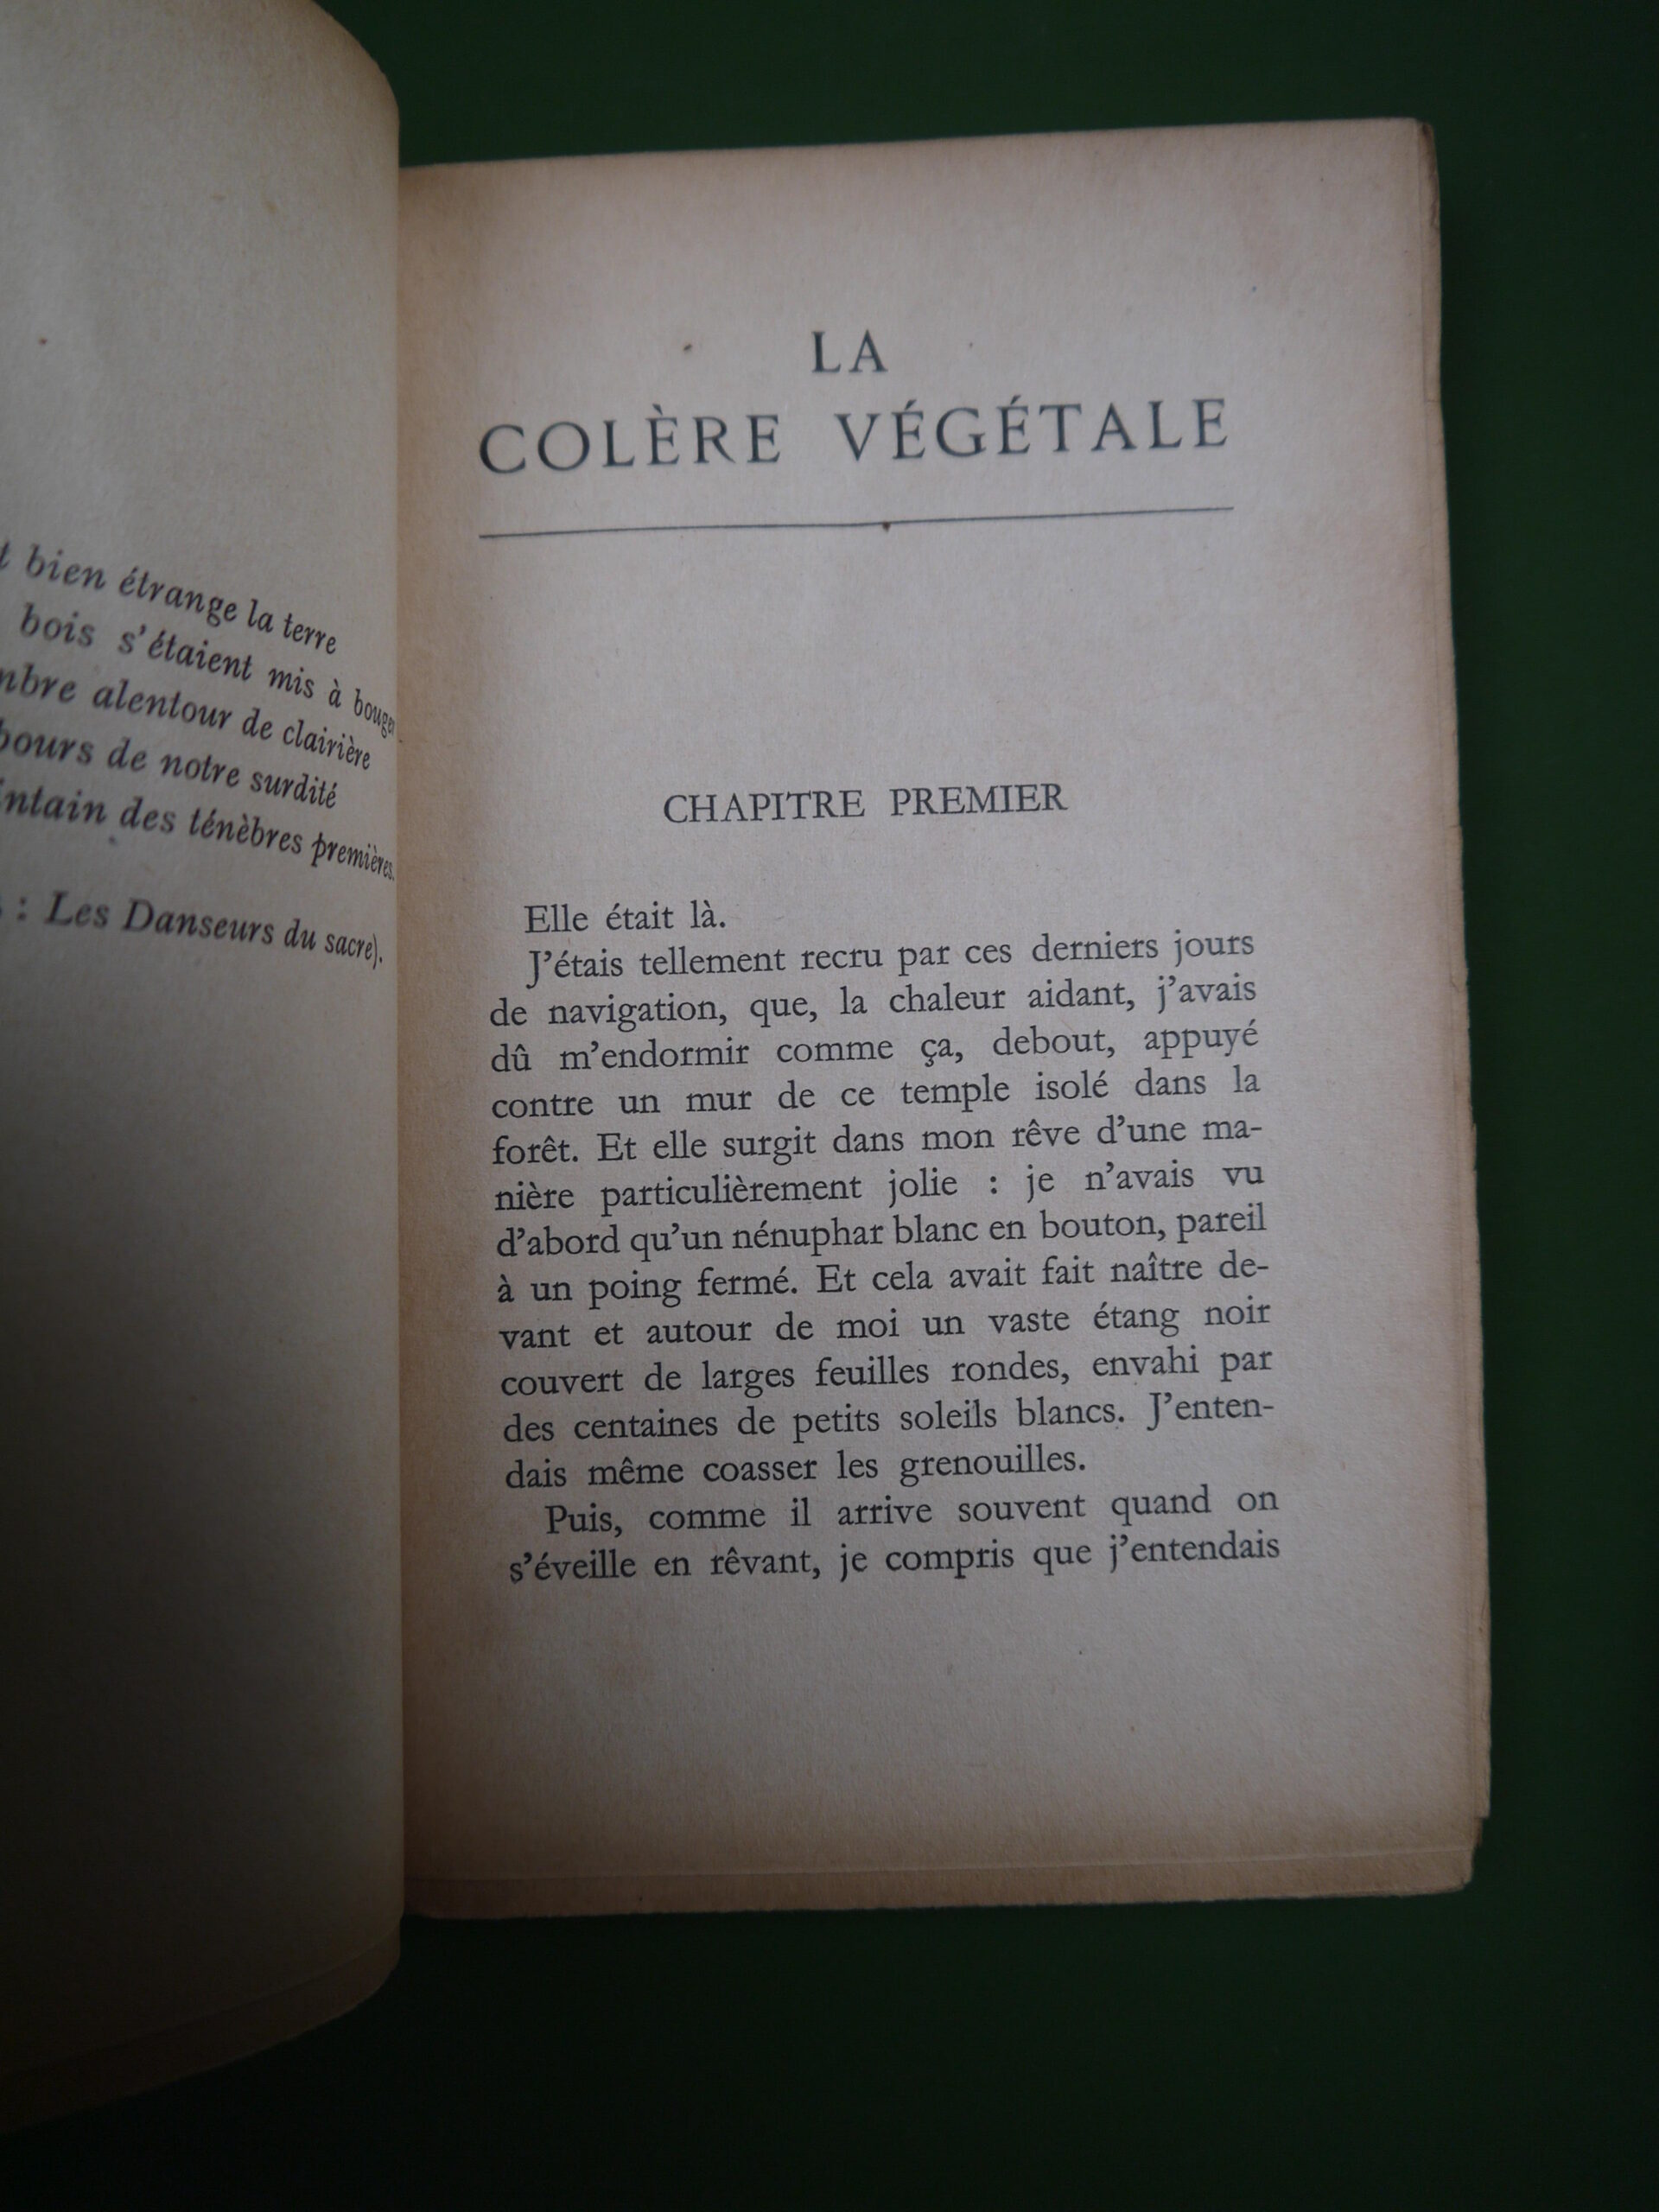 bien étrange la terre
bois s'étaient mis à bouger
alentour de clairière
de notre surdité
des ténèbres premières.
: Les Danseurs du sacre).
LA
COLÈRE VÉGÉTALE
CHAPITRE PREMIER
Elle était là.
J'étais tellement recru par ces derniers jours
de navigation, que, la chaleur aidant, j'avais
dû m'endormir comme ça, debout, appuyé
contre un mur de ce temple isolé dans la
forêt. Et elle surgit dans mon rêve d'une ma-
nière particulièrement jolie : je n'avais vu
d'abord qu'un nénuphar blanc en bouton, pareil
à un poing fermé. Et cela avait fait naître de-
vant et autour de moi un vaste étang noir
couvert de larges feuilles rondes, envahi par
des centaines de petits soleils blancs. J'enten-
dais même coasser les grenouilles.
Puis, comme il arrive souvent quand on
s'éveille en rêvant, je compris que j'entendais